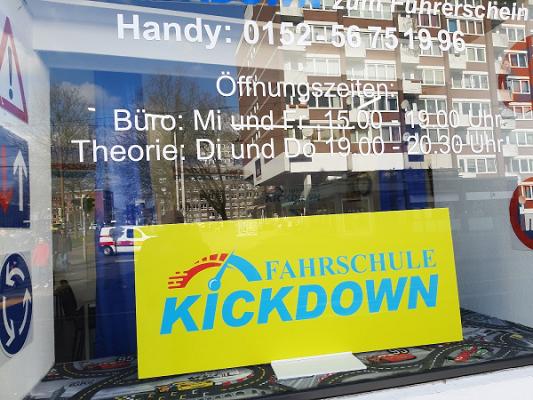 zum Führerschein
Handy: 0152-56 75 19 96
Öffnungszeiten:
Büro: Mi und Fr 15.00 - 19.00 Uhr
Theorie: Di und Do 19.00 - 20.30 Uhr
FAHRSCHULE
KICKDOWN